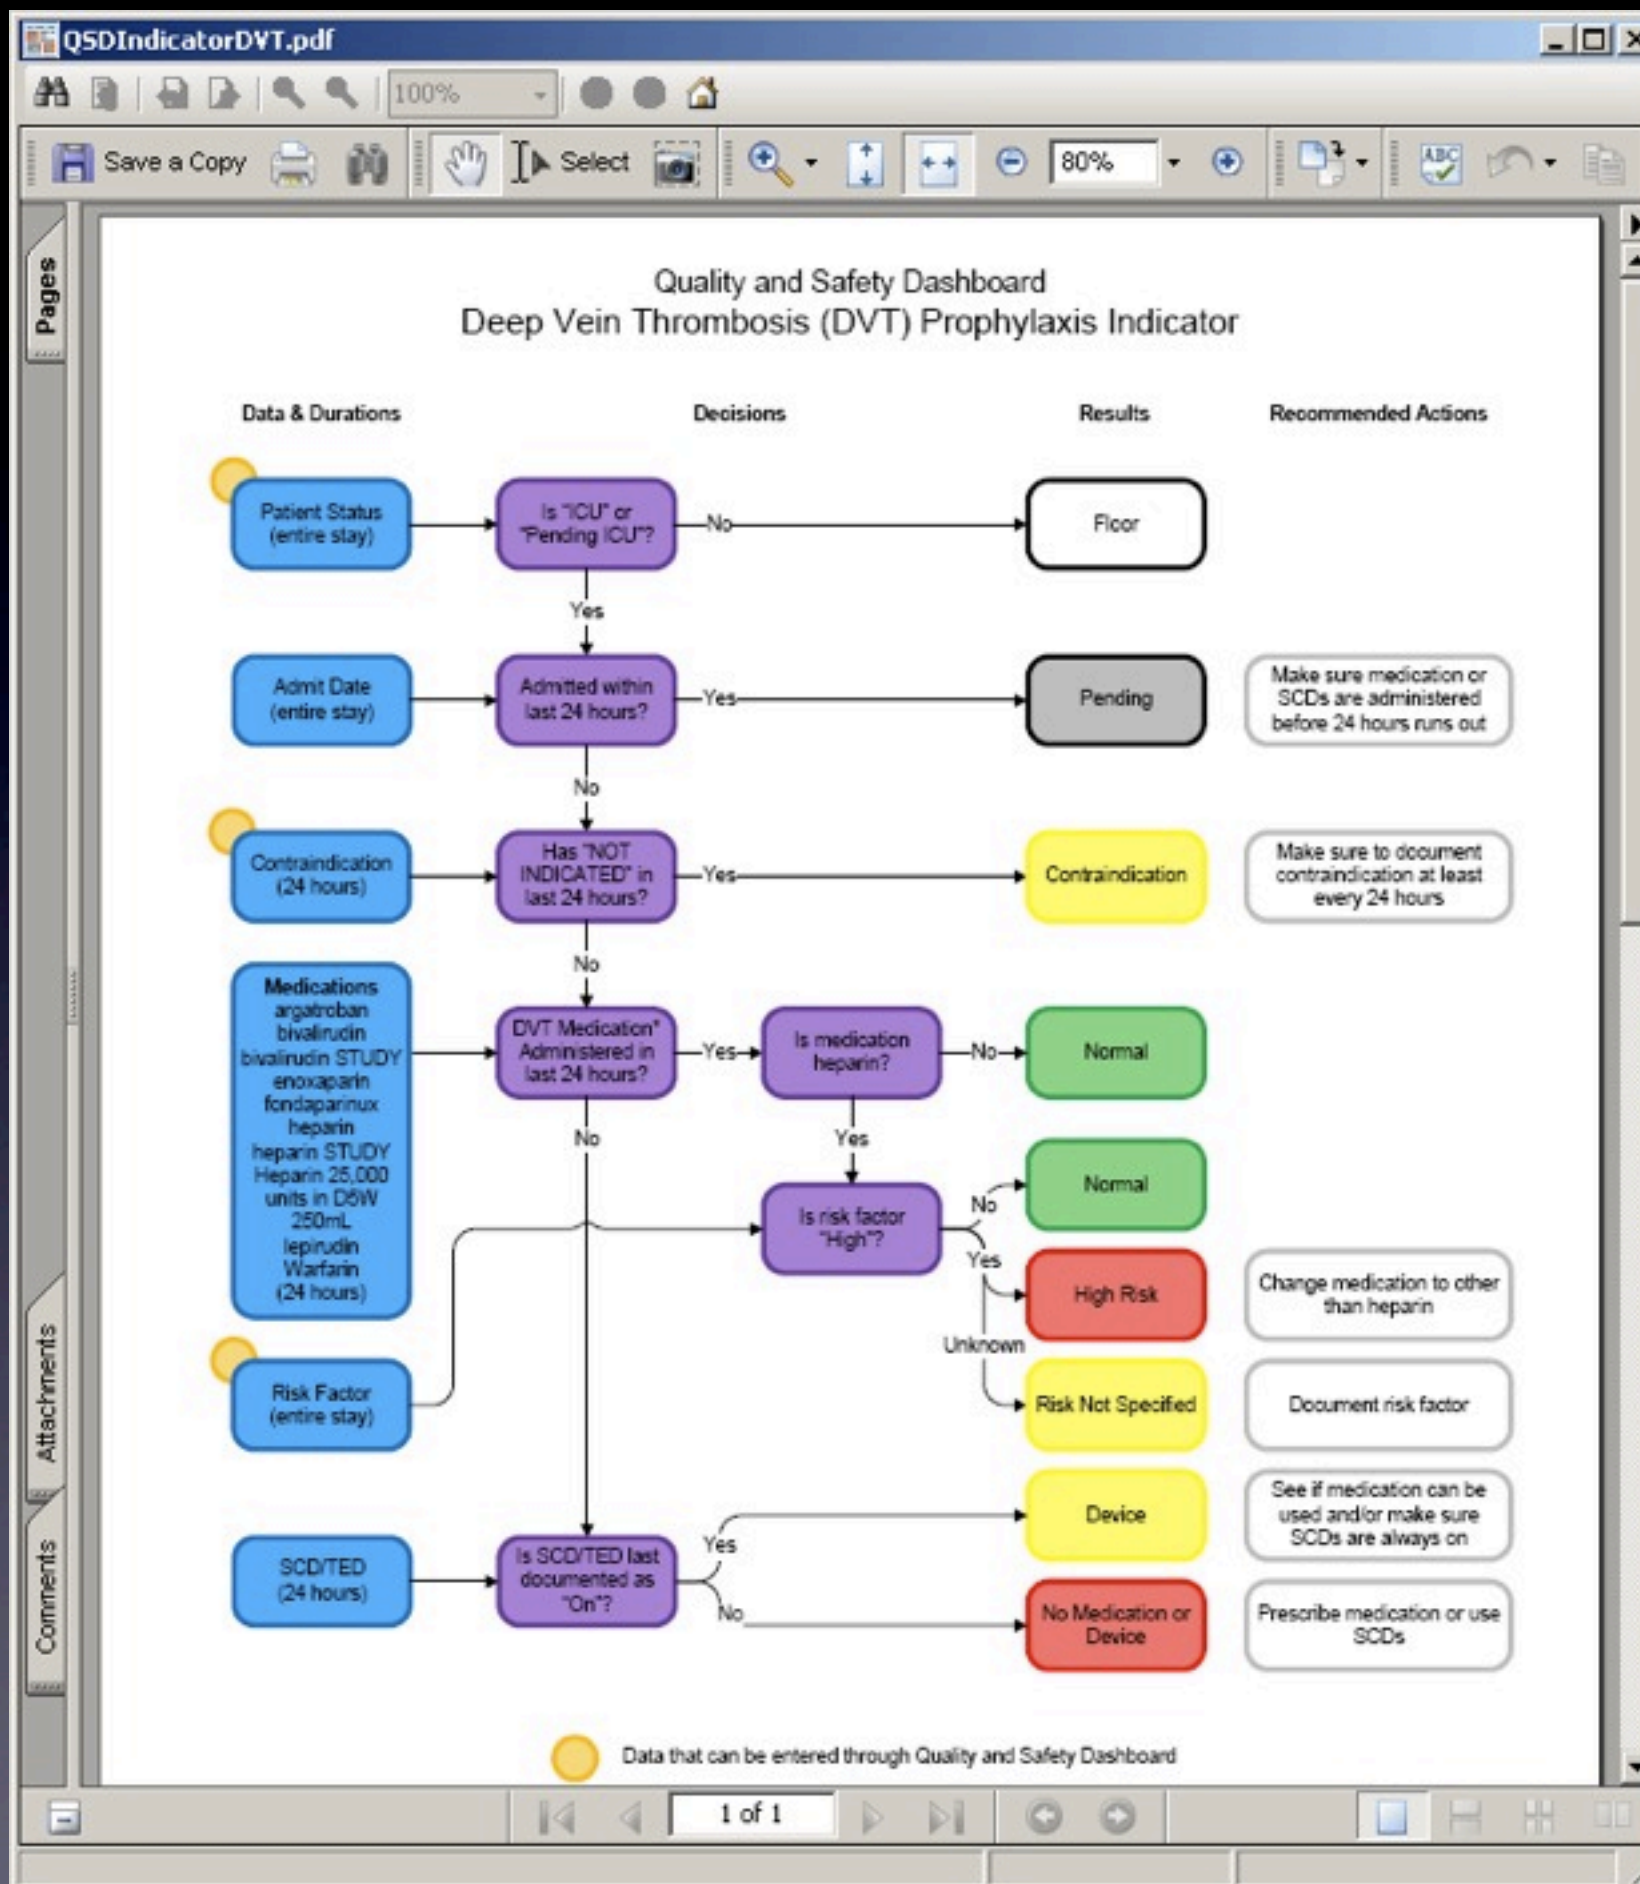 QSDIndicatorDVT.pdf
100%
Save a Copy
Select
80%
ABC
Pages
Attachments
Comments
Quality and Safety Dashboard
Deep Vein Thrombosis (DVT) Prophylaxis Indicator
Data & Durations
Decisions
Results
Recommended Actions
Patient Status
(entire stay)
Is "ICU" or
"Pending ICU"?
No
Floor
Yes
Admit Date
(entire stay)
Admitted within
last 24 hours?
Yes
Pending
Make sure medication or
SCDs are administered
before 24 hours runs out
No
Contraindication
(24 hours)
Has "NOT
INDICATED" in
last 24 hours?
Yes
Contraindication
Make sure to document
contraindication at least
every 24 hours
No
Medications
argatroban
bivalirudin
bivalirudin STUDY
enoxaparin
fondaparinux
heparin
heparin STUDY
Heparin 25,000
units in D5W
250mL
lepirudin
Warfarin
(24 hours)
DVT Medication*
Administered in
last 24 hours?
Yes
Is medication
heparin?
No
Normal
No
Yes
Is risk factor
"High"?
No
Normal
Yes
High Risk
Change medication to other
than heparin
Unknown
Risk Factor
(entire stay)
Risk Not Specified
Document risk factor
SCD/TED
(24 hours)
Is SCD/TED last
documented as
"On"?
Yes
Device
See if medication can be
used and/or make sure
SCDs are always on
No
No Medication or
Device
Prescribe medication or use
SCDs
Data that can be entered through Quality and Safety Dashboard
1 of 1